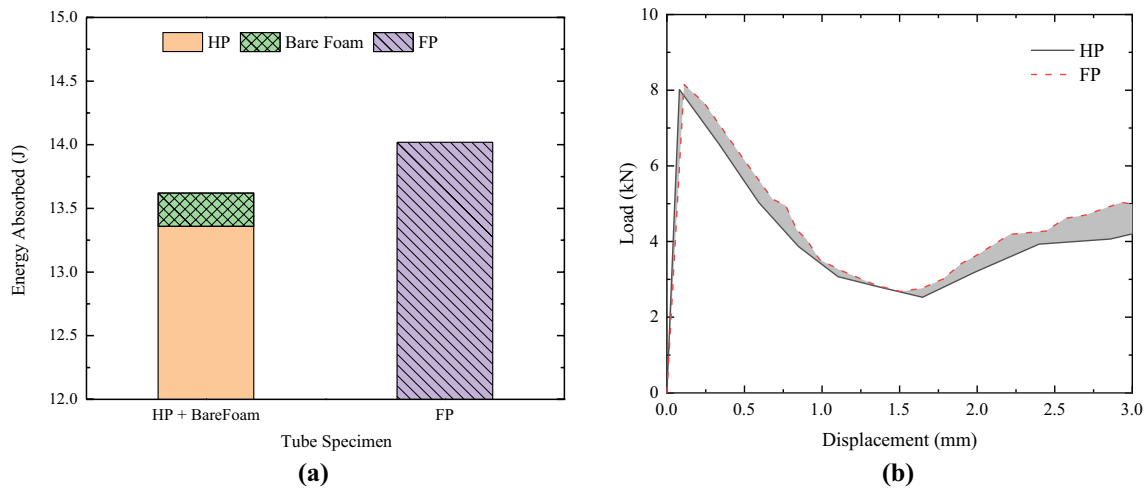 15.0
14.5
14.0
13.5
13.0
12.5
12.0
Energy Absorbed (J)
HP Bare Foam FP
HP + BareFoam FP
Tube Specimen
(a)
10
8
6
4
2
0
Load (kN)
HP
FP
0.0 0.5 1.0 1.5 2.0 2.5 3.0
Displacement (mm)
(b)